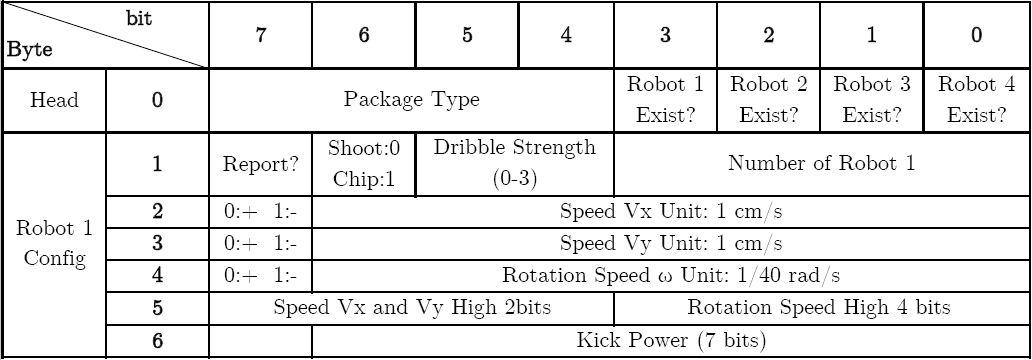 bit
Byte
7 6 5 4 3 2 1 0
Head 0 Package Type Robot 1 Exist? Robot 2 Exist? Robot 3 Exist? Robot 4 Exist?
Robot 1 Config
1 Report? Shoot:0 Chip:1 Dribble Strength (0-3) Number of Robot 1
2 0:+ 1:- Speed Vx Unit: 1 cm/s
3 0:+ 1:- Speed Vy Unit: 1 cm/s
4 0:+ 1:- Rotation Speed ω Unit: 1/40 rad/s
5 Speed Vx and Vy High 2bits Rotation Speed High 4 bits
6 Kick Power (7 bits)